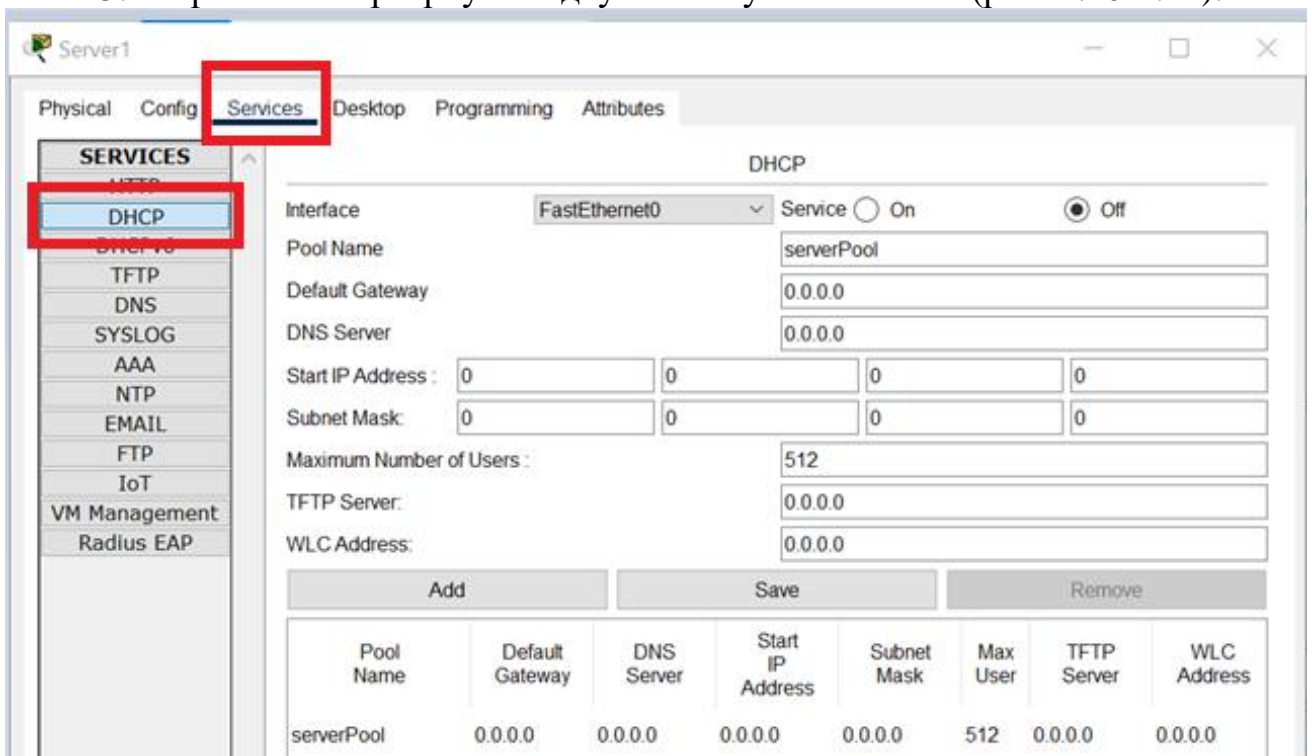 Server1
Physical Config Services Desktop Programming Attributes
SERVICES
HTTP
DHCP
DHCPv6
TFTP
DNS
SYSLOG
AAA
NTP
EMAIL
FTP
IoT
VM Management
Radius EAP
DHCP
Interface FastEthernet0 Service On Off
Pool Name serverPool
Default Gateway 0.0.0.0
DNS Server 0.0.0.0
Start IP Address : 0 0 0 0
Subnet Mask: 0 0 0 0
Maximum Number of Users : 512
TFTP Server: 0.0.0.0
WLC Address: 0.0.0.0
Add Save Remove
Pool Name Default Gateway DNS Server Start IP Address Subnet Mask Max User TFTP Server WLC Address
serverPool 0.0.0.0 0.0.0.0 0.0.0.0 0.0.0.0 512 0.0.0.0 0.0.0.0